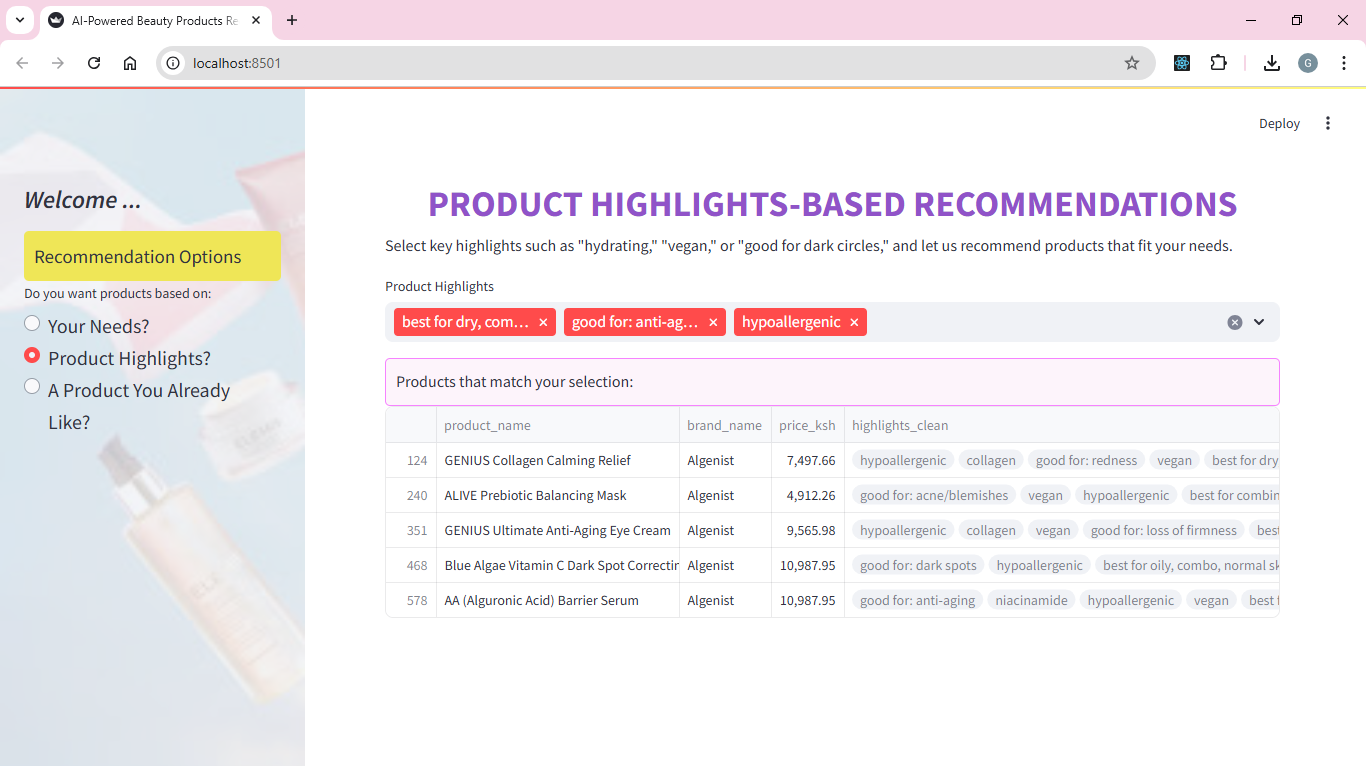 AI-Powered Beauty Products Re
localhost:8501
Deploy
Welcome ...
Recommendation Options
Do you want products based on:
Your Needs?
Product Highlights?
A Product You Already
Like?
PRODUCT HIGHLIGHTS-BASED RECOMMENDATIONS
Select key highlights such as "hydrating," "vegan," or "good for dark circles," and let us recommend products that fit your needs.
Product Highlights
best for dry, com… good for: anti-ag… hypoallergenic
Products that match your selection:
product_name brand_name price_ksh highlights_clean
124 GENIUS Collagen Calming Relief Algenist 7,497.66 hypoallergenic collagen good for: redness vegan best for dry
240 ALIVE Prebiotic Balancing Mask Algenist 4,912.26 good for: acne/blemishes vegan hypoallergenic best for combin
351 GENIUS Ultimate Anti-Aging Eye Cream Algenist 9,565.98 hypoallergenic collagen vegan good for: loss of firmness best
468 Blue Algae Vitamin C Dark Spot Correctin Algenist 10,987.95 good for: dark spots hypoallergenic best for oily, combo, normal sk
578 AA (Alguronic Acid) Barrier Serum Algenist 10,987.95 good for: anti-aging niacinamide hypoallergenic vegan best f